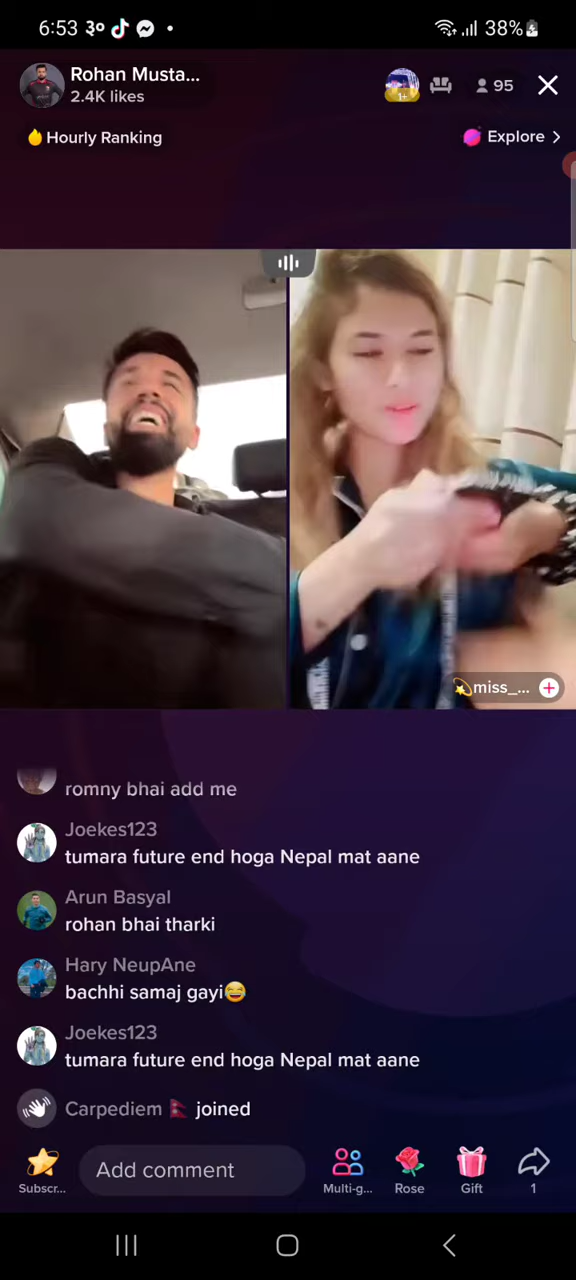 6:53 ३० 38%
Rohan Musta...
2.4K likes
1+
95
Hourly Ranking
Explore >
miss_...
romny bhai add me
Joekes123
tumara future end hoga Nepal mat aane
Arun Basyal
rohan bhai tharki
Hary NeupAne
bachhi samaj gayi😂
Joekes123
tumara future end hoga Nepal mat aane
Carpediem 🇳🇵 joined
Add comment
Subscr...
Multi-g...
Rose
Gift
1